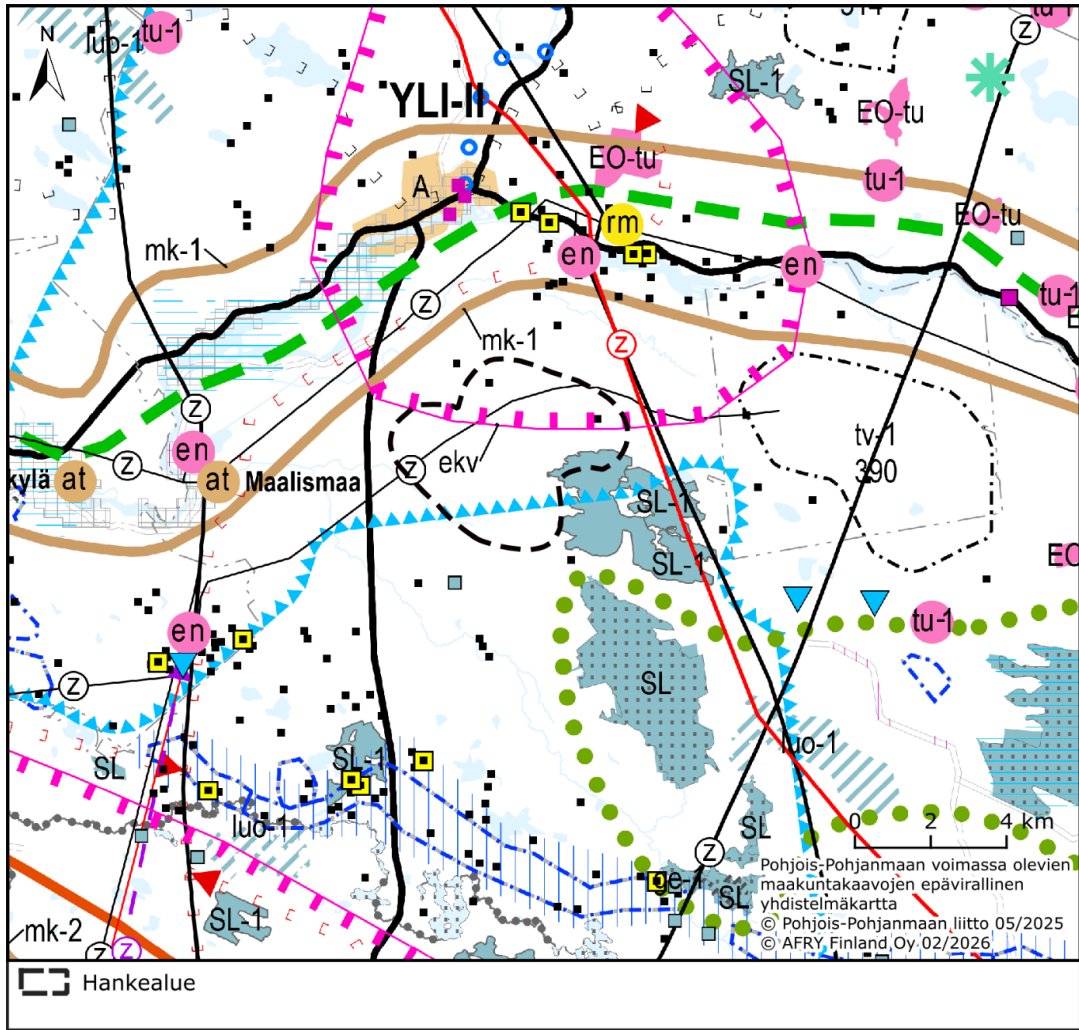 luo-1
tu-1
314
Z
tu-1
N
SL-1
EO-tu
YLI-II
EO-tu
tu-1
A
EO-tu
rm
mk-1
en
en
tu-1
Z
mk-1
Z
Z
tv-1
390
en
ekv
Z
Z
kylä
at
at
Maalismaa
SL-1
SL-1
EO
en
tu-1
Z
SL
luo-1
SL
SL-1
luo-1
SL
0 2 4 km
Z
ge-1
SL
Pohjois-Pohjanmaan voimassa olevien
maakuntakaavojen epävirallinen
yhdistelmäkartta
© Pohjois-Pohjanmaan liitto 05/2025
© AFRY Finland Oy 02/2026
SL-1
mk-2
Z
Z
Hankealue